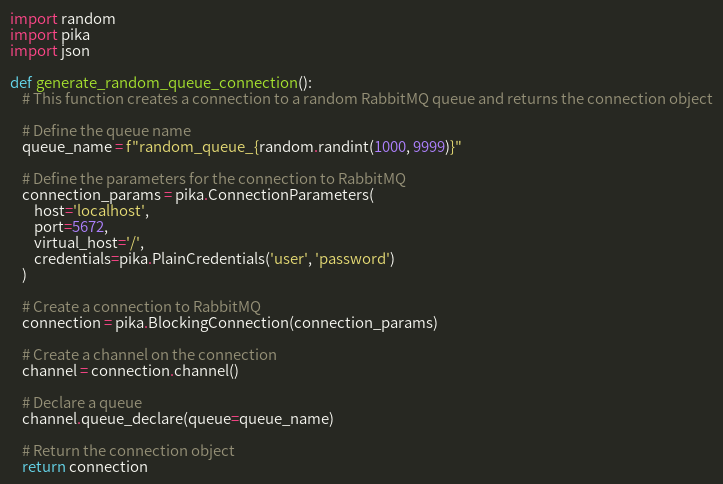 import random
import pika
import json

def generate_random_queue_connection():
    # This function creates a connection to a random RabbitMQ queue and returns the connection object

    # Define the queue name
    queue_name = f"random_queue_{random.randint(1000, 9999)}"

    # Define the parameters for the connection to RabbitMQ
    connection_params = pika.ConnectionParameters(
        host='localhost',
        port=5672,
        virtual_host='/',
        credentials=pika.PlainCredentials('user', 'password')
    )

    # Create a connection to RabbitMQ
    connection = pika.BlockingConnection(connection_params)

    # Create a channel on the connection
    channel = connection.channel()

    # Declare a queue
    channel.queue_declare(queue=queue_name)

    # Return the connection object
    return connection